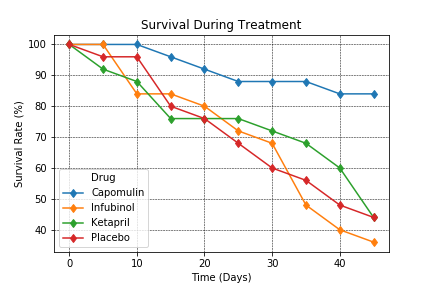 Survival During Treatment
Survival Rate (%)
100
90
80
70
60
50
40
Drug
Capomulin
Infubinol
Ketapril
Placebo
0 10 20 30 40
Time (Days)